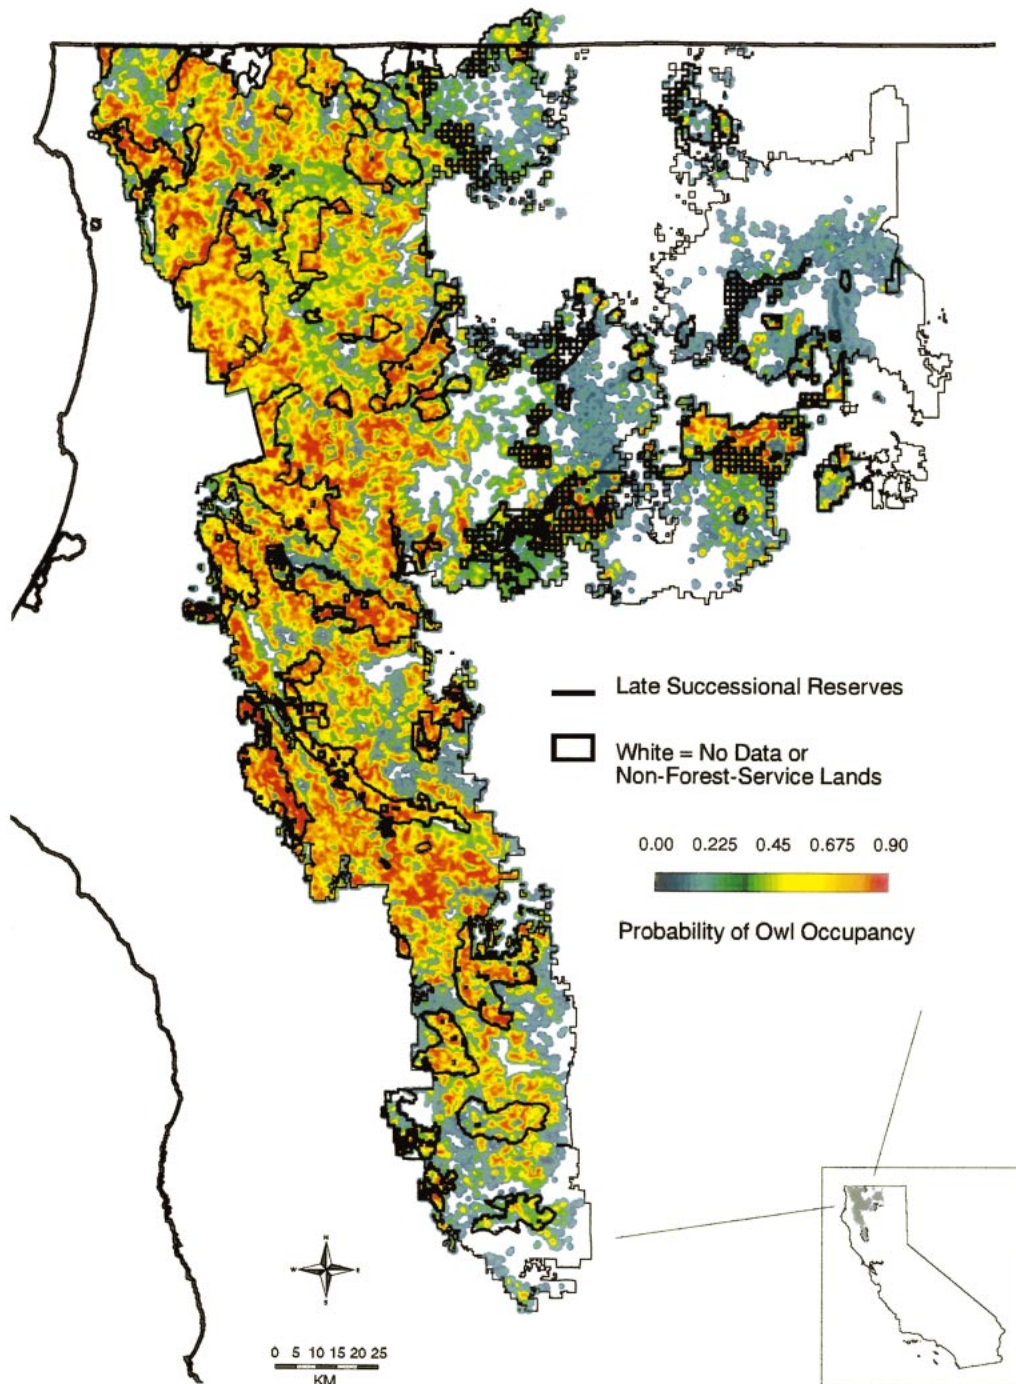 Late Successional Reserves
White = No Data or
Non-Forest-Service Lands
0.00 0.225 0.45 0.675 0.90
Probability of Owl Occupancy
N
W E
S
0 5 10 15 20 25
KM